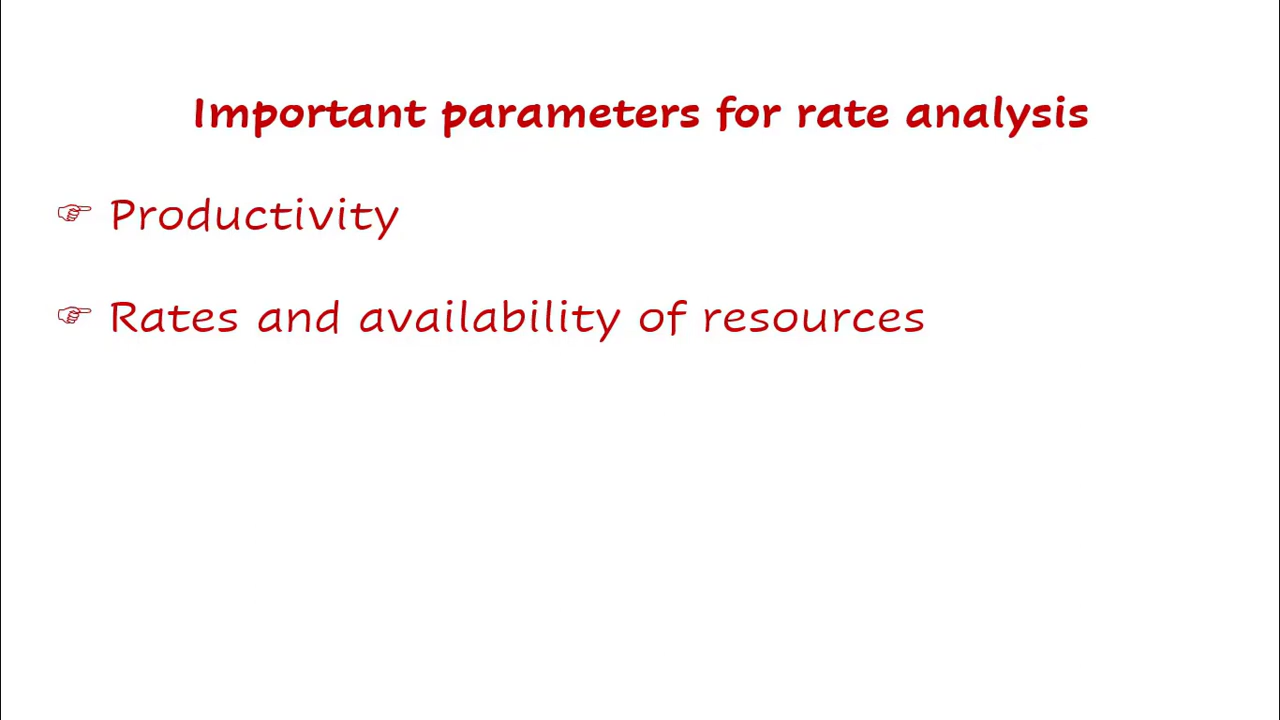 Important parameters for rate analysis
☞ Productivity
☞ Rates and availability of resources